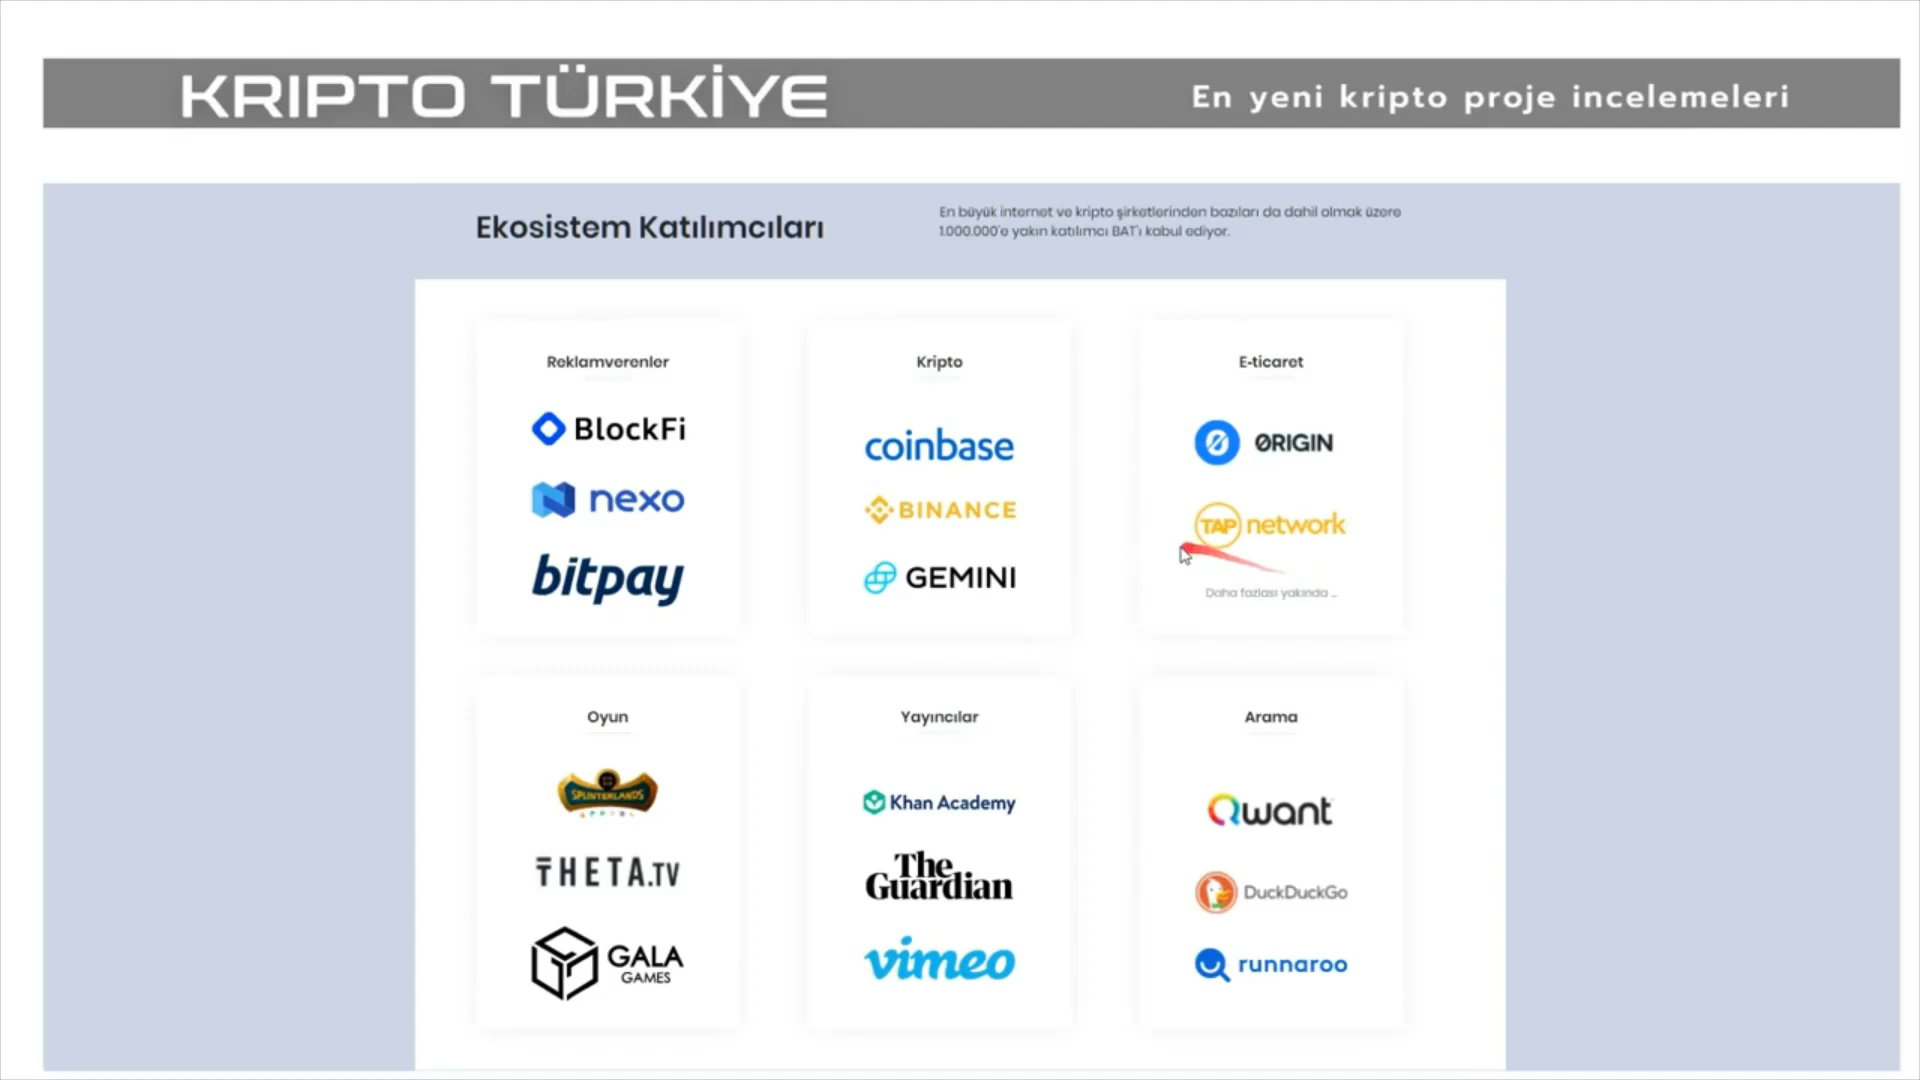 KRIPTO TÜRKİYE
En yeni kripto proje incelemeleri
Ekosistem Katılımcıları
En büyük internet ve kripto şirketlerinden bazıları da dahil olmak üzere
1.000.000'e yakın katılımcı BAT'ı kabul ediyor.
Reklamverenler
BlockFi
nexo
bitpay
Kripto
coinbase
BINANCE
GEMINI
E-ticaret
ØRIGIN
TAP network
Daha fazlası yakında ...
Oyun
SPLINTERLANDS
THETA.TV
GALA
GAMES
Yayıncılar
Khan Academy
The
Guardian
vimeo
Arama
Qwant
DuckDuckGo
runnaroo